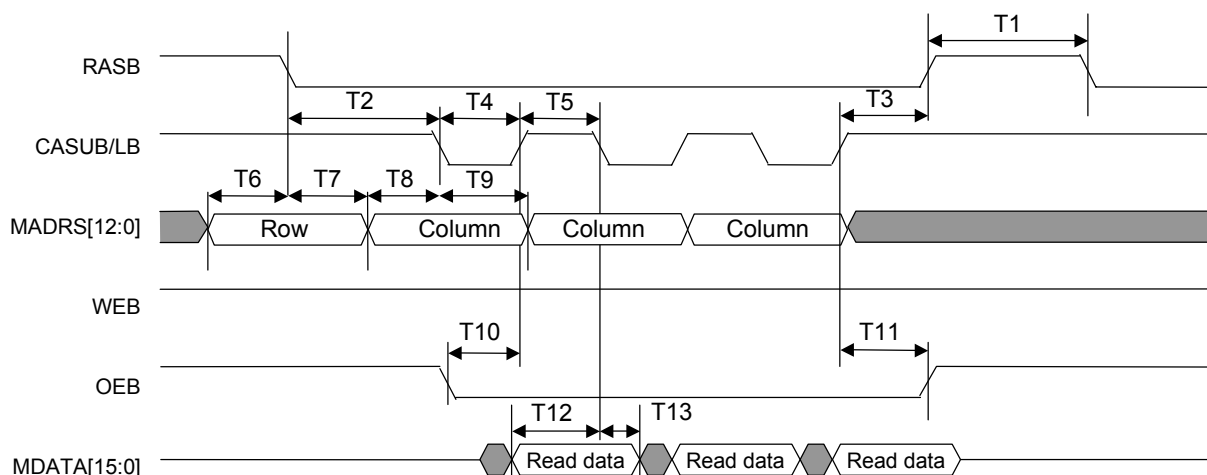 T1
RASB
T2 T4 T5 T3
CASUB/LB
T6 T7 T8 T9
MADRS[12:0] Row Column Column Column
WEB
T10 T11
OEB
T12 T13
MDATA[15:0] Read data Read data Read data